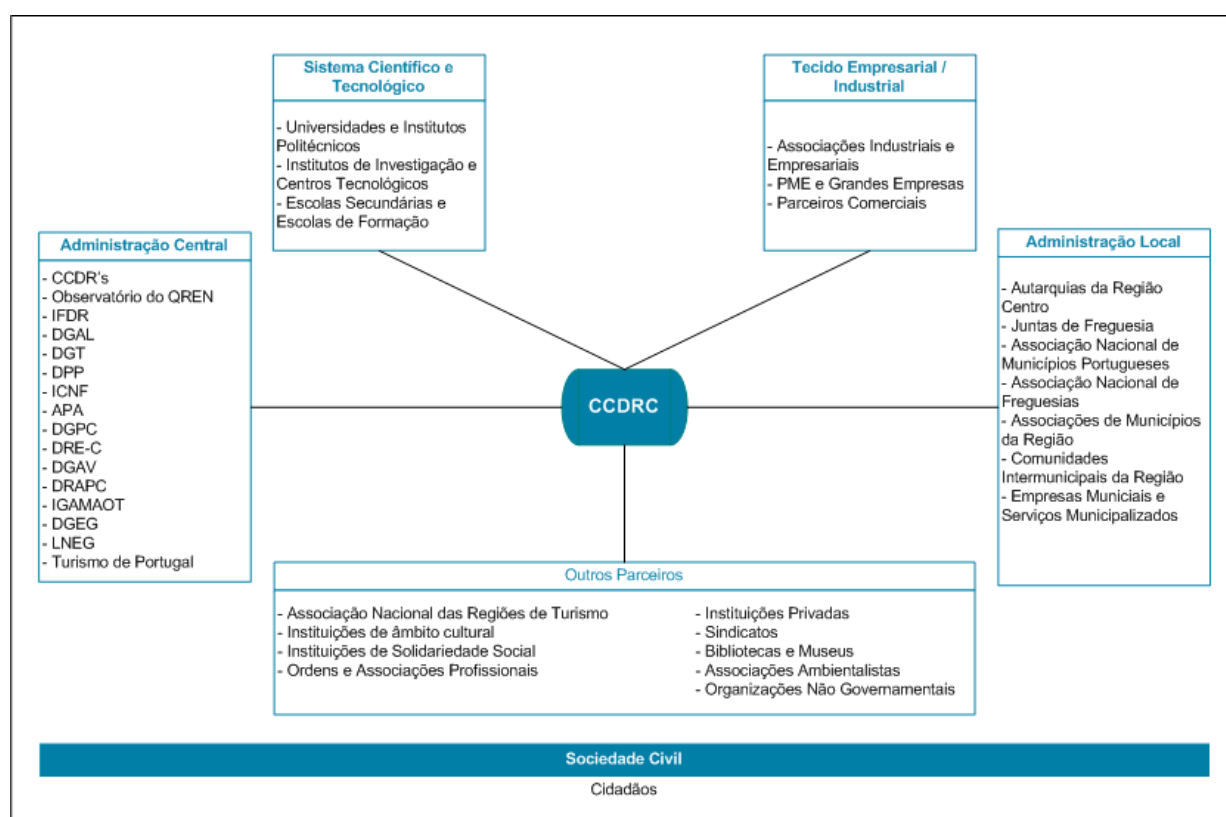 Sistema Científico e
Tecnológico
- Universidades e Institutos
Politécnicos
- Institutos de Investigação e
Centros Tecnológicos
- Escolas Secundárias e
Escolas de Formação
Tecido Empresarial /
Industrial
- Associações Industriais e
Empresariais
- PME e Grandes Empresas
- Parceiros Comerciais
Administração Central
- CCDR's
- Observatório do QREN
- IFDR
- DGAL
- DGT
- DPP
- ICNF
- APA
- DGPC
- DRE-C
- DGAV
- DRAPC
- IGAMAOT
- DGEG
- LNEG
- Turismo de Portugal
CCDRC
Administração Local
- Autarquias da Região
Centro
- Juntas de Freguesia
- Associação Nacional de
Municípios Portugueses
- Associação Nacional de
Freguesias
- Associações de Municípios
da Região
- Comunidades
Intermunicipais da Região
- Empresas Municiais e
Serviços Municipalizados
Outros Parceiros
- Associação Nacional das Regiões de Turismo
- Instituições de âmbito cultural
- Instituições de Solidariedade Social
- Ordens e Associações Profissionais
- Instituições Privadas
- Sindicatos
- Bibliotecas e Museus
- Associações Ambientalistas
- Organizações Não Governamentais
Sociedade Civil
Cidadãos